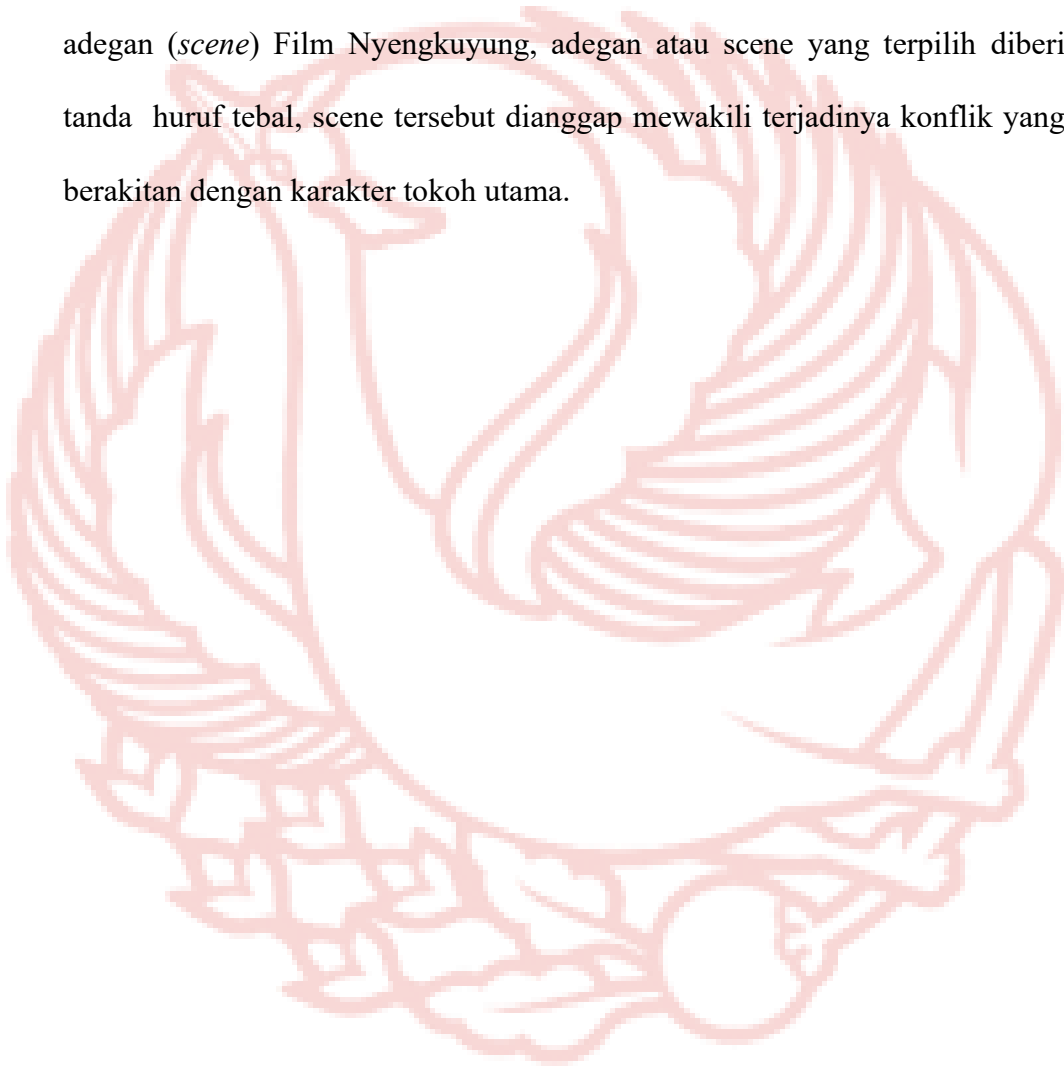 adegan (scene) Film Nyengkuyung, adegan atau scene yang terpilih diberi
tanda huruf tebal, scene tersebut dianggap mewakili terjadinya konflik yang
berakitan dengan karakter tokoh utama.